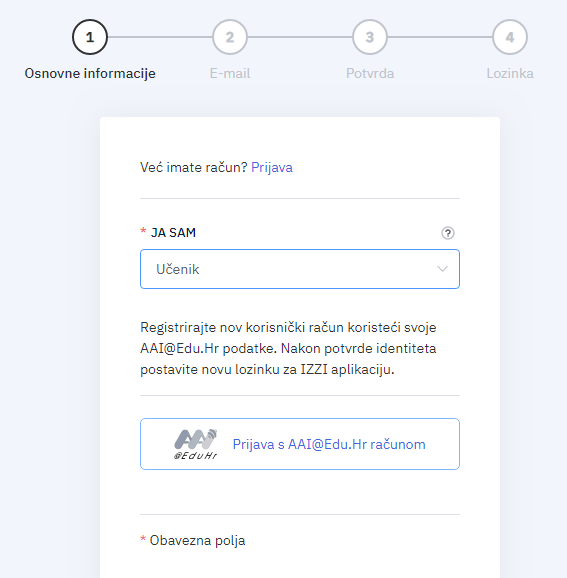 1 2 3 4
Osnovne informacije E-mail Potvrda Lozinka
Već imate račun? Prijava
* JA SAM ?
Učenik
Registrirajte nov korisnički račun koristeći svoje
AAI@Edu.Hr podatke. Nakon potvrde identiteta
postavite novu lozinku za IZZI aplikaciju.
AAI
@EduHr
Prijava s AAI@Edu.Hr računom
* Obavezna polja